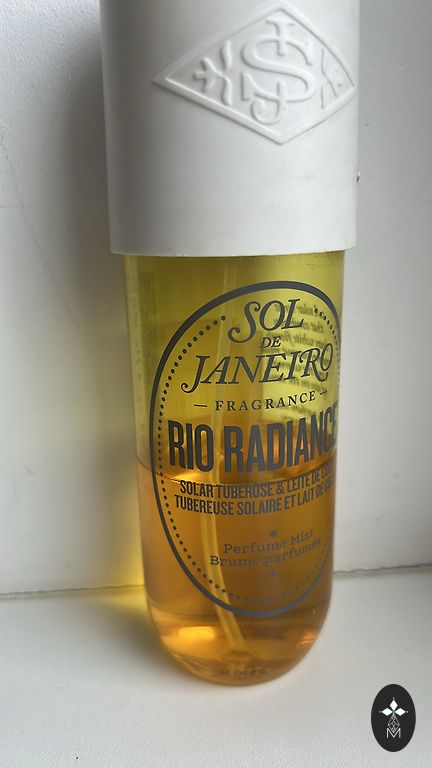 SJ
SOL
DE
JANEIRO
FRAGRANCE
RIO RADIANCE
SOLAR TUBEROSE & LEITE DE
TUBEREUSE SOLAIRE ET LAIT DE
Perfume Mist
Brume parfumée
M